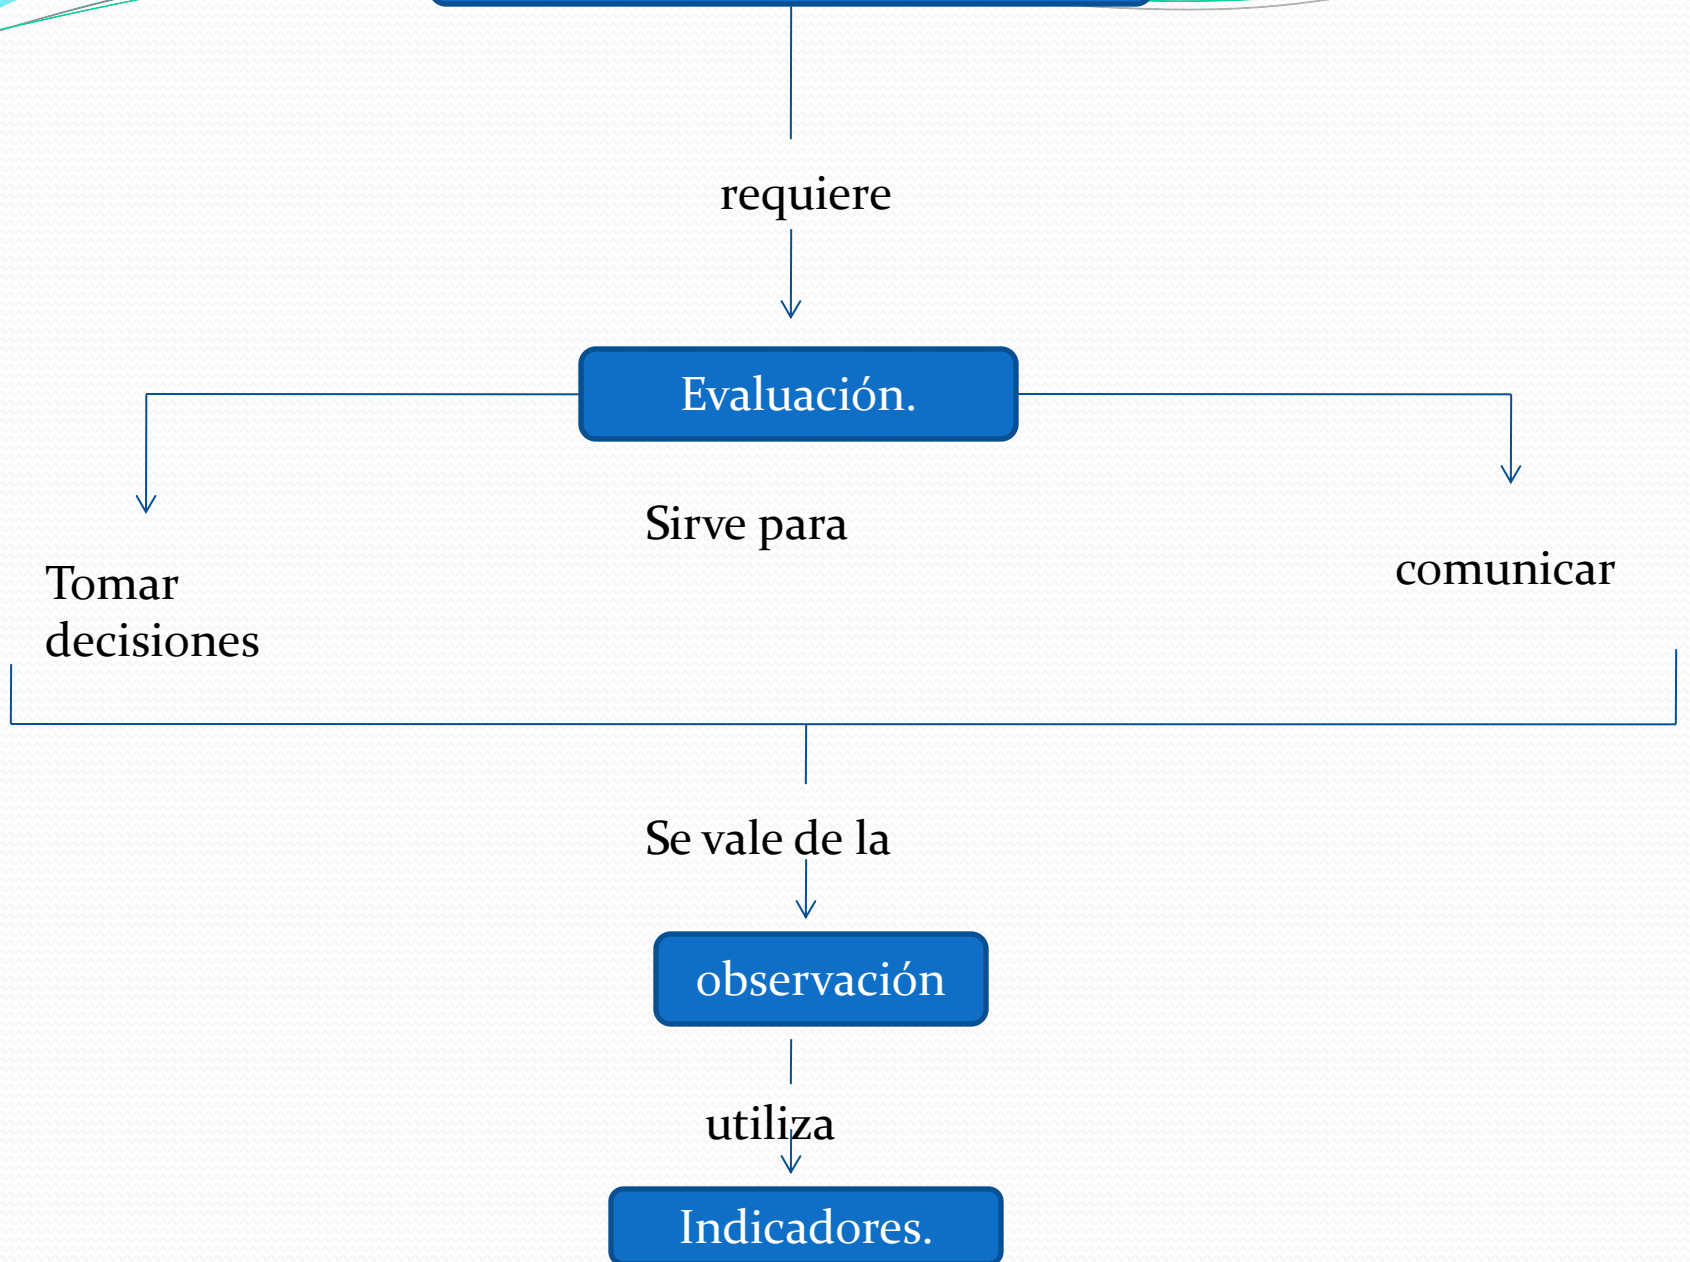 requiere
Evaluación.
Sirve para
Tomar
decisiones
comunicar
Se vale de la
observación
utiliza
Indicadores.